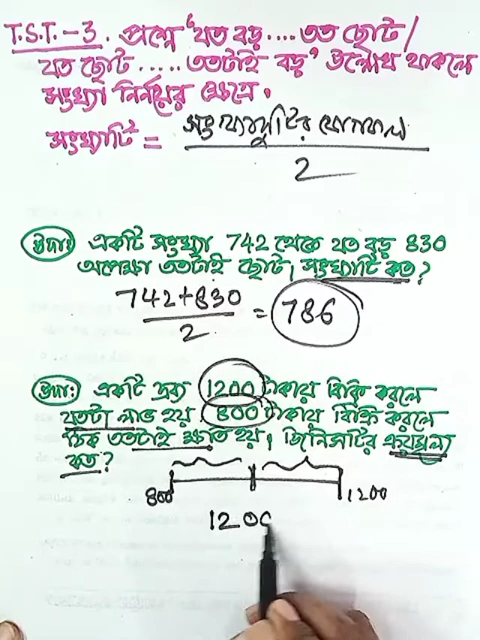 T.S.T.-3. প্রশ্নে 'যত বড়....তত ছোট/
যত ছোট ..... ততটাই বড়' উল্লেখ থাকলে
সংখ্যা নির্ণয়ের ক্ষেত্রে।
সংখ্যাটি = সংখ্যাদুটির যোগফল
2
উদা: একটি সংখ্যা 742 থেকে যত বড় 830
অপেক্ষা ততটাই ছোট। সংখ্যাটি কত?
742+830
2
= 786
উদা: একটি দ্রব্য 1200 টাকায় বিক্রি করলে
যতটা লাভ হয় 800 টাকায় বিক্রি করলে
ঠিক ততটাই ক্ষতি হয়। জিনিসটির ক্রয়মূল্য
কত?
800 1200
1200